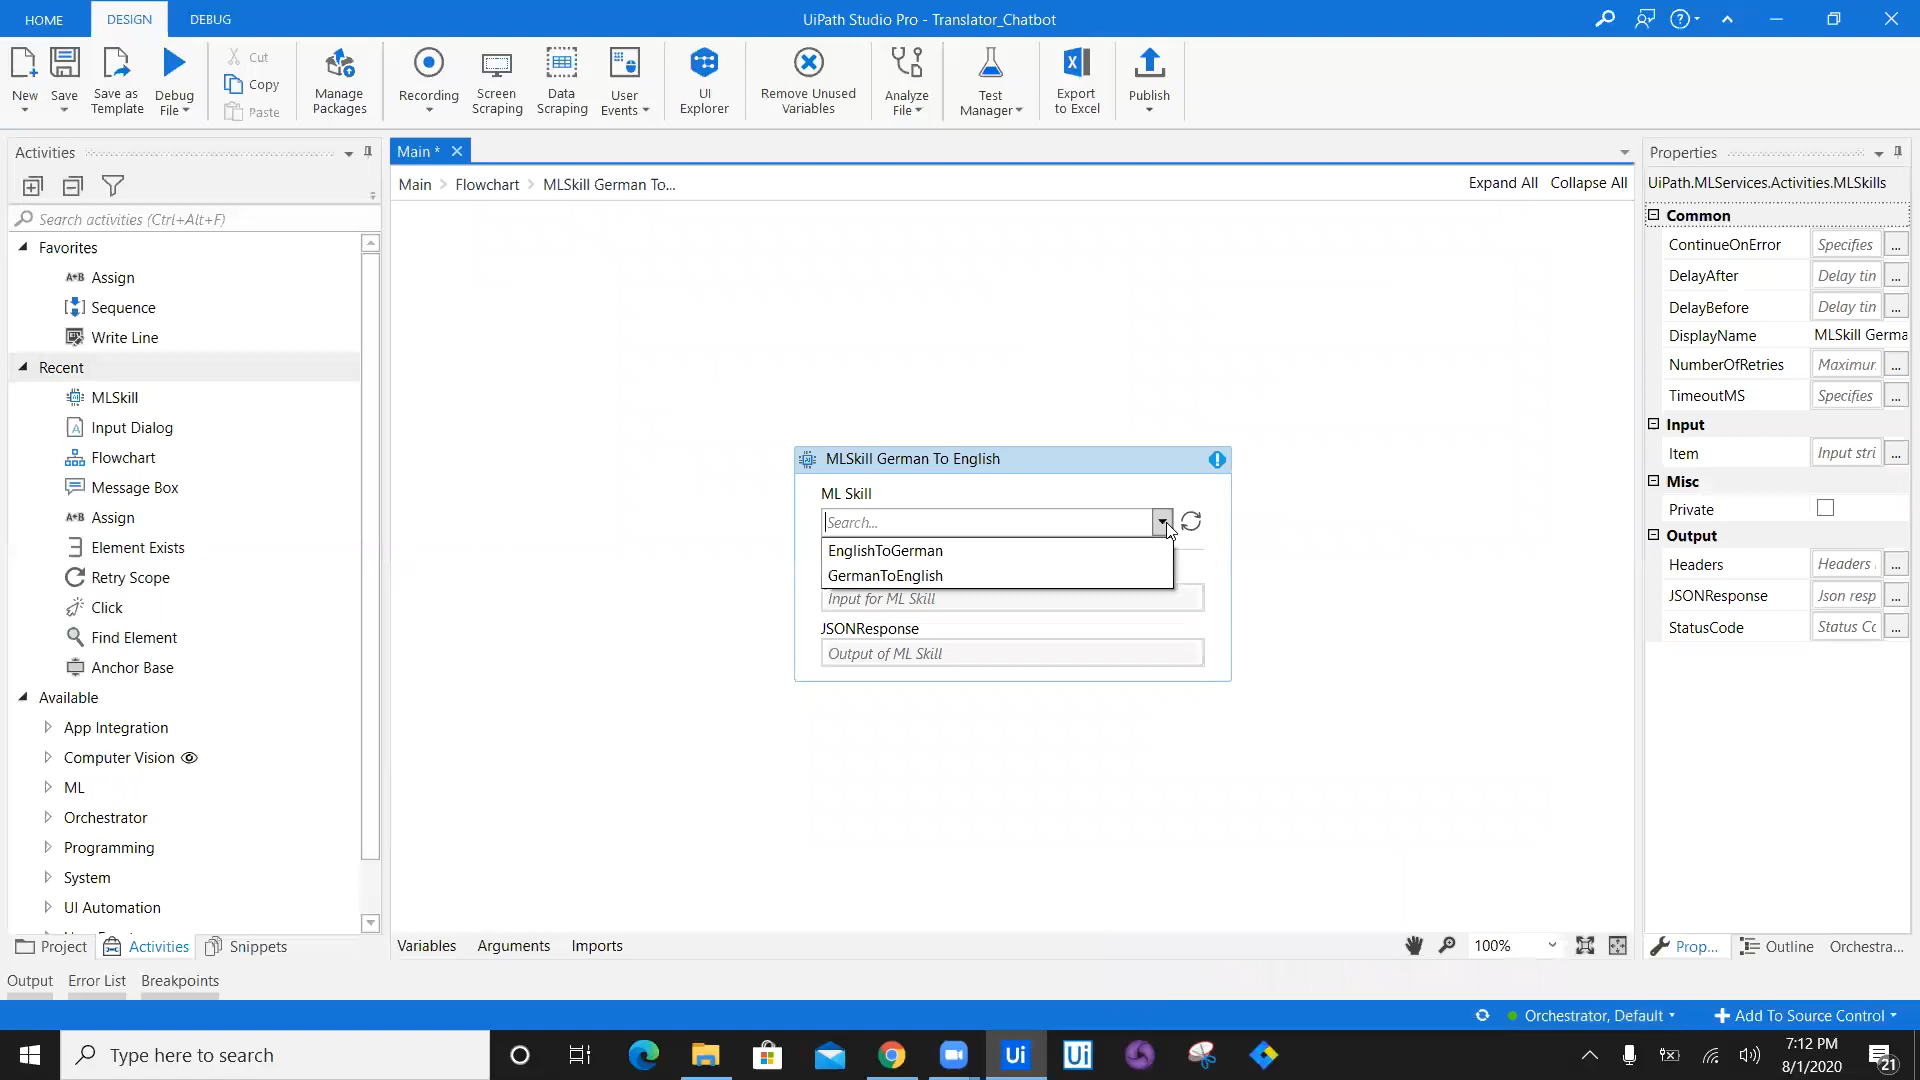 HOME
DESIGN
DEBUG
UiPath Studio Pro - Translator_Chatbot
New
Save
Save as
Template
Debug
File
Cut
Copy
Paste
Manage
Packages
Recording
Screen
Scraping
Data
Scraping
User
Events
UI
Explorer
Remove Unused
Variables
Analyze
File
Test
Manager
Export
to Excel
Publish
Activities
Search activities (Ctrl+Alt+F)
Favorites
A+B Assign
Sequence
Write Line
Recent
MLSkill
Input Dialog
Flowchart
Message Box
A+B Assign
Element Exists
Retry Scope
Click
Find Element
Anchor Base
Available
App Integration
Computer Vision
ML
Orchestrator
Programming
System
UI Automation
Project
Activities
Snippets
Main *
Main > Flowchart > MLSkill German To...
Expand All Collapse All
MLSkill German To English
ML Skill
Search...
EnglishToGerman
GermanToEnglish
Input for ML Skill
JSONResponse
Output of ML Skill
Variables
Arguments
Imports
100%
Properties
UiPath.MLServices.Activities.MLSkills
Common
ContinueOnError Specifies ...
DelayAfter Delay tin ...
DelayBefore Delay tin ...
DisplayName MLSkill Germa
NumberOfRetries Maximur ...
TimeoutMS Specifies ...
Input
Item Input stri ...
Misc
Private
Output
Headers Headers ...
JSONResponse Json resp ...
StatusCode Status Cc ...
Prop...
Outline
Orchestra...
Output
Error List
Breakpoints
Orchestrator, Default
Add To Source Control
Type here to search
Ui
Ui
7:12 PM
8/1/2020
21